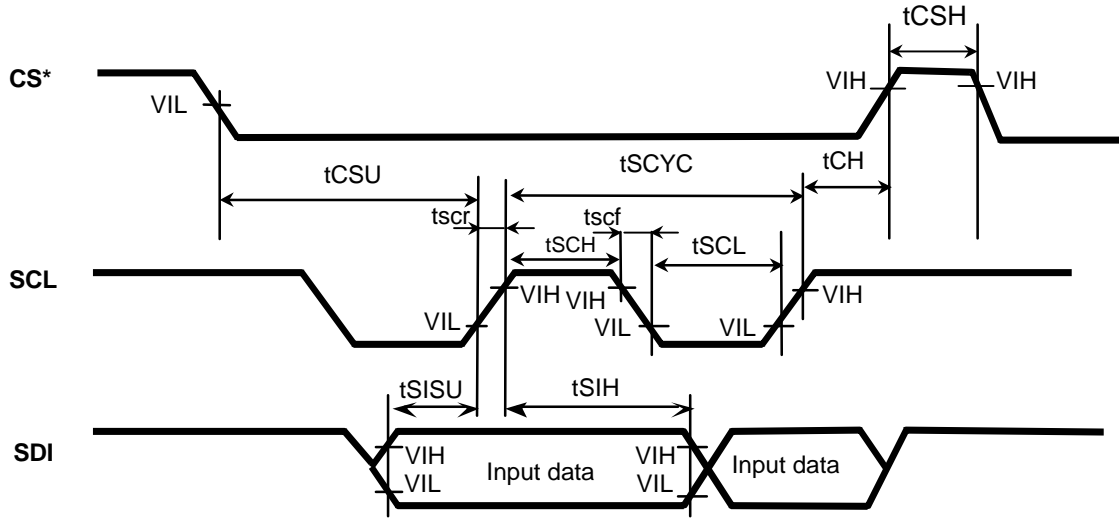 tCSH
CS*
VIL
VIH
VIH
tCSU
tSCYC
tCH
tscr
tscf
tSCH
tSCL
SCL
VIH
VIH
VIH
VIL
VIL
VIL
tSISU
tSIH
SDI
VIH
Input data
VIH
Input data
VIL
VIL